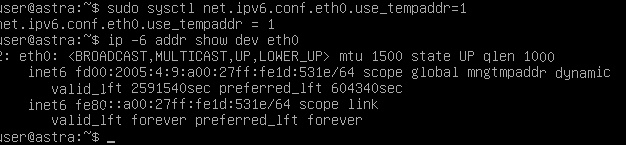 user@astra:~$ sudo sysctl net.ipv6.conf.eth0.use_tempaddr=1
net.ipv6.conf.eth0.use_tempaddr = 1
user@astra:~$ ip -6 addr show dev eth0
2: eth0: <BROADCAST,MULTICAST,UP,LOWER_UP> mtu 1500 state UP qlen 1000
inet6 fd00:2005:4:9:a00:27ff:fe1d:531e/64 scope global mngtmpaddr dynamic
valid_lft 2591540sec preferred_lft 604340sec
inet6 fe80::a00:27ff:fe1d:531e/64 scope link
valid_lft forever preferred_lft forever
user@astra:~$ _